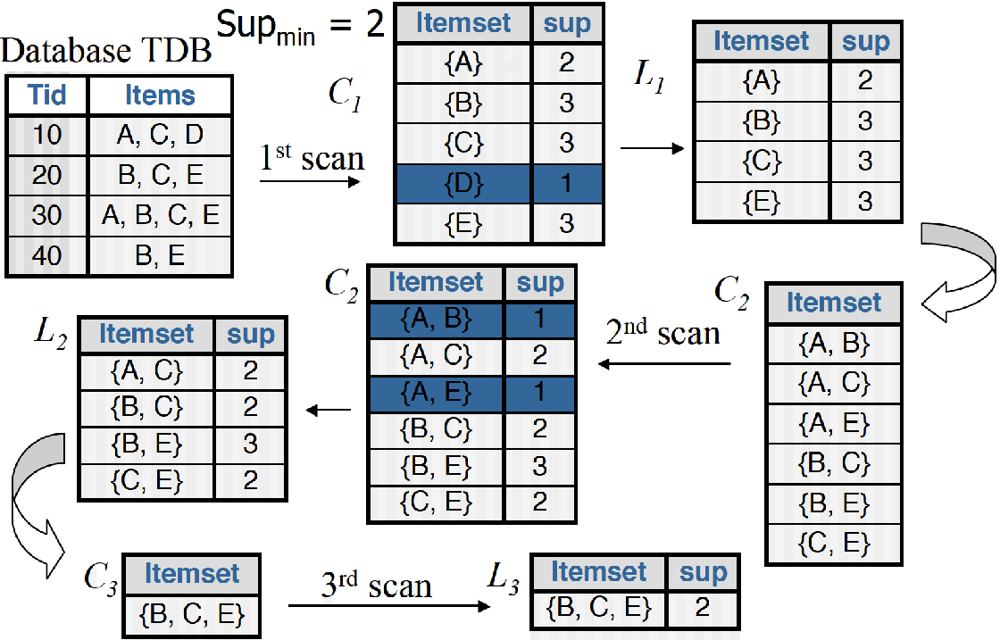 Sup_min = 2
Database TDB
Tid Items
10 A, C, D
20 B, C, E
30 A, B, C, E
40 B, E
1st scan
C1
Itemset sup
{A} 2
{B} 3
{C} 3
{D} 1
{E} 3
L1
Itemset sup
{A} 2
{B} 3
{C} 3
{E} 3
C2
Itemset
{A, B}
{A, C}
{A, E}
{B, C}
{B, E}
{C, E}
2nd scan
C2
Itemset sup
{A, B} 1
{A, C} 2
{A, E} 1
{B, C} 2
{B, E} 3
{C, E} 2
L2
Itemset sup
{A, C} 2
{B, C} 2
{B, E} 3
{C, E} 2
C3
Itemset
{B, C, E}
3rd scan
L3
Itemset sup
{B, C, E} 2